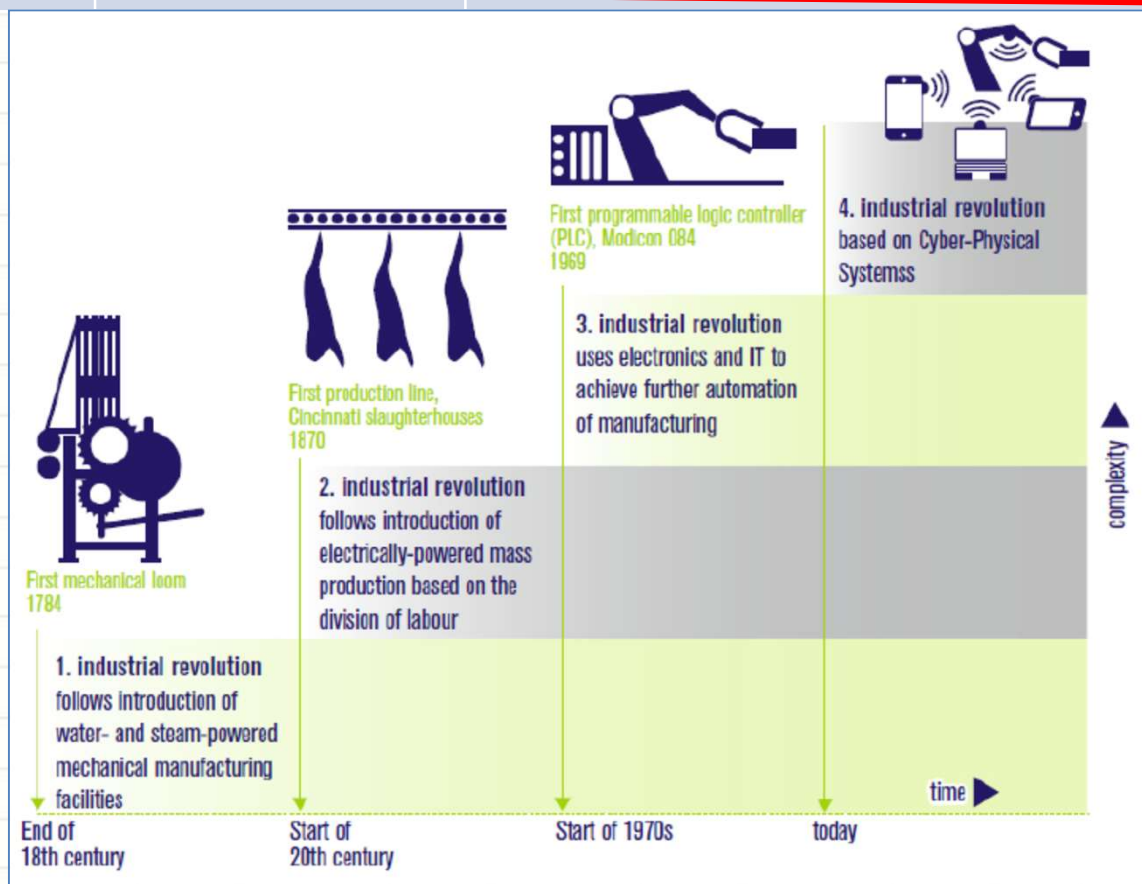 4. industrial revolution
based on Cyber-Physical
Systemss
First programmable logic controller
(PLC), Modicon 084
1969
3. industrial revolution
uses electronics and IT to
achieve further automation
of manufacturing
First production line,
Cincinnati slaughterhouses
1870
2. industrial revolution
follows introduction of
electrically-powered mass
production based on the
division of labour
First mechanical loom
1784
1. industrial revolution
follows introduction of
water- and steam-powered
mechanical manufacturing
facilities
complexity
time
End of
18th century
Start of
20th century
Start of 1970s
today